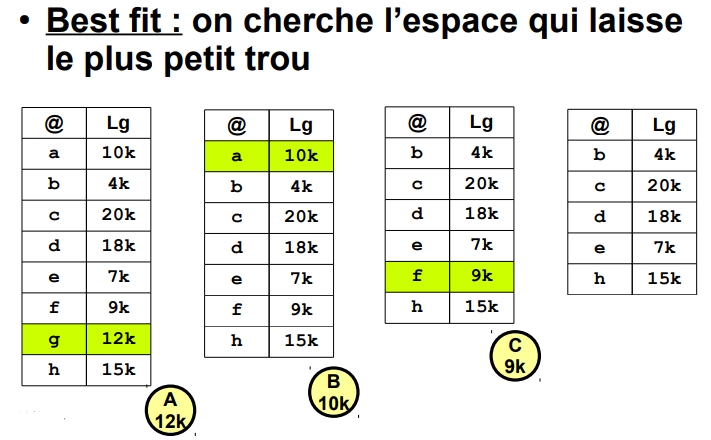 • Best fit : on cherche l’espace qui laisse
le plus petit trou
@ Lg
a 10k
b 4k
c 20k
d 18k
e 7k
f 9k
g 12k
h 15k
A
12k
@ Lg
a 10k
b 4k
c 20k
d 18k
e 7k
f 9k
h 15k
B
10k
@ Lg
b 4k
c 20k
d 18k
e 7k
f 9k
h 15k
C
9k
@ Lg
b 4k
c 20k
d 18k
e 7k
h 15k